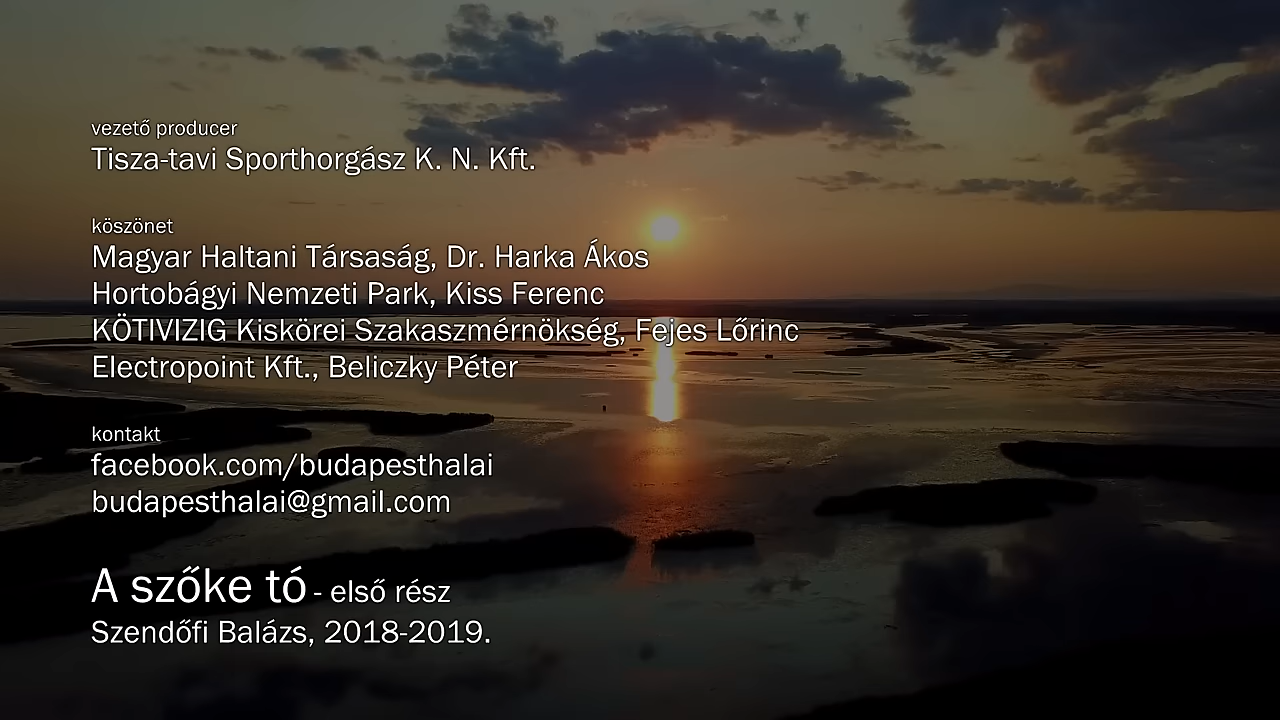 vezető producer
Tisza-tavi Sporthorgász K. N. Kft.
köszönet
Magyar Haltani Társaság, Dr. Harka Ákos
Hortobágyi Nemzeti Park, Kiss Ferenc
KÖTIVIZIG Kiskörei Szakaszmérnökség, Fejes Lőrinc
Electropoint Kft., Beliczky Péter
kontakt
facebook.com/budapesthalai
budapesthalai@gmail.com
A szőke tó - első rész
Szendőfi Balázs, 2018-2019.